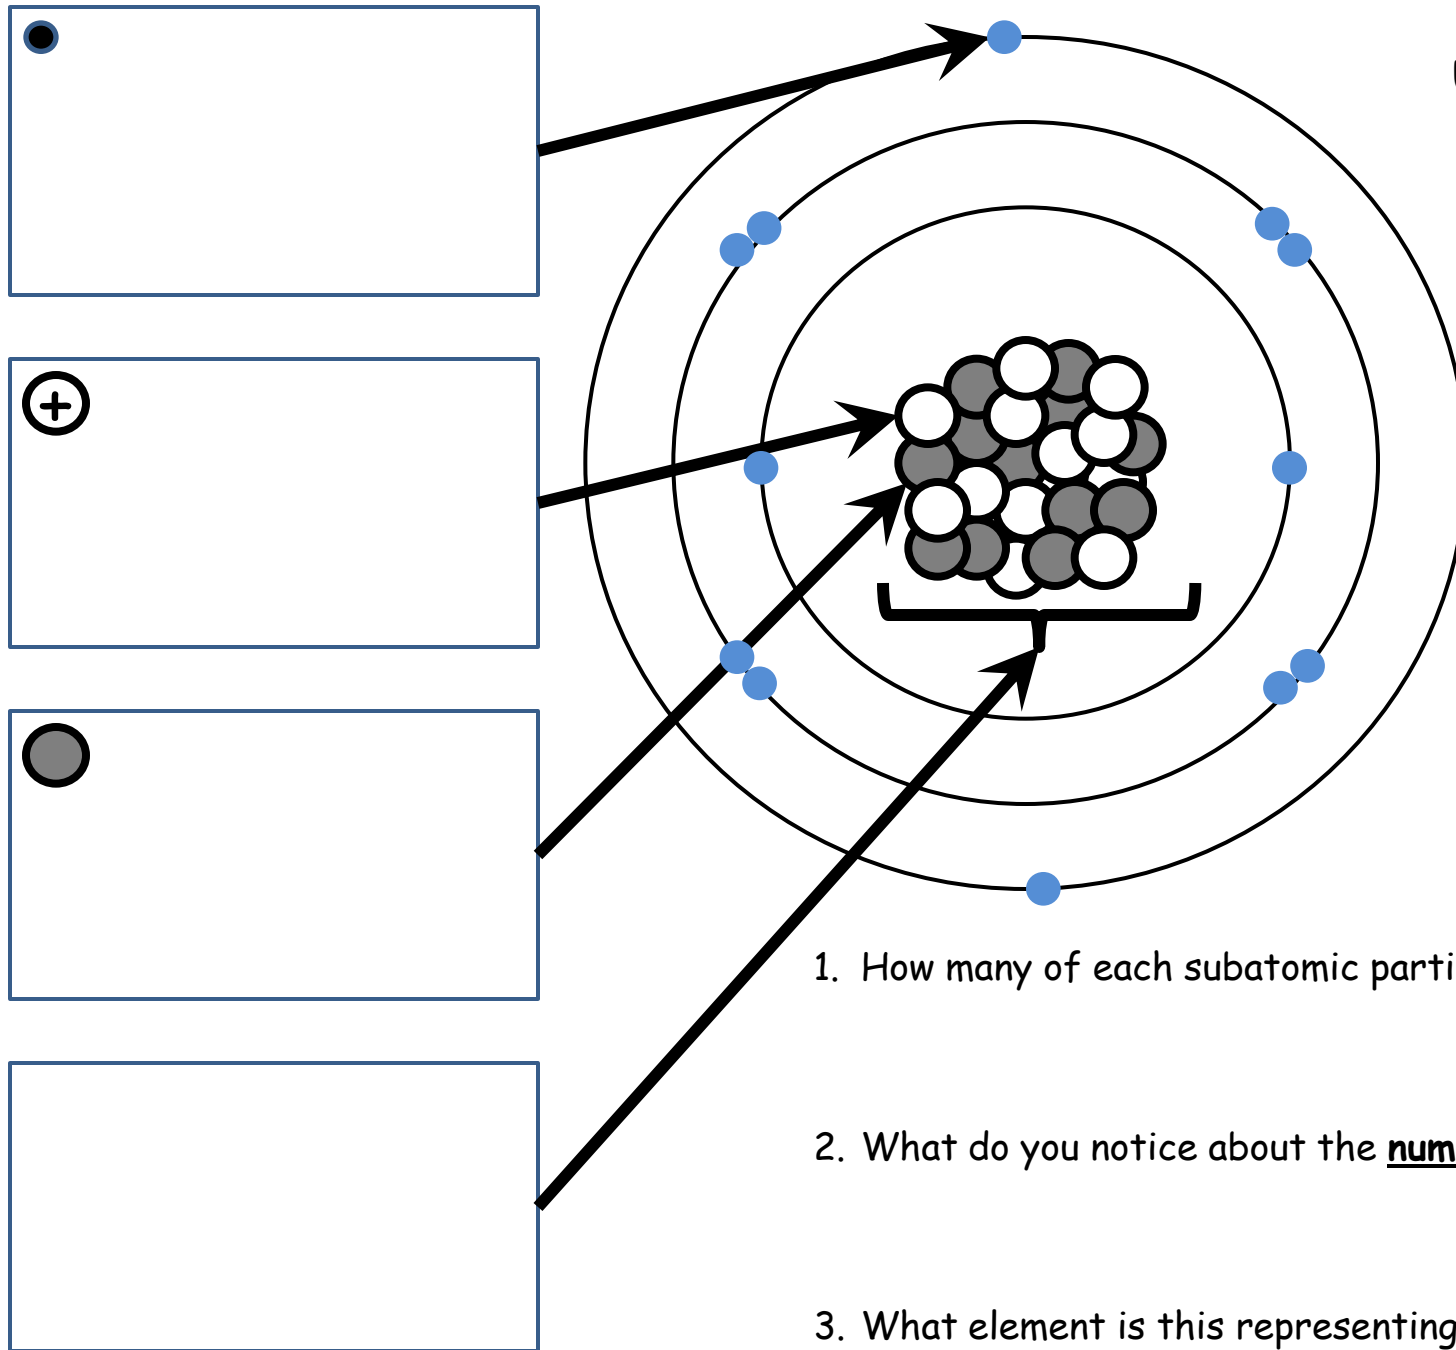 +
1. How many of each subatomic parti
2. What do you notice about the num
3. What element is this representing